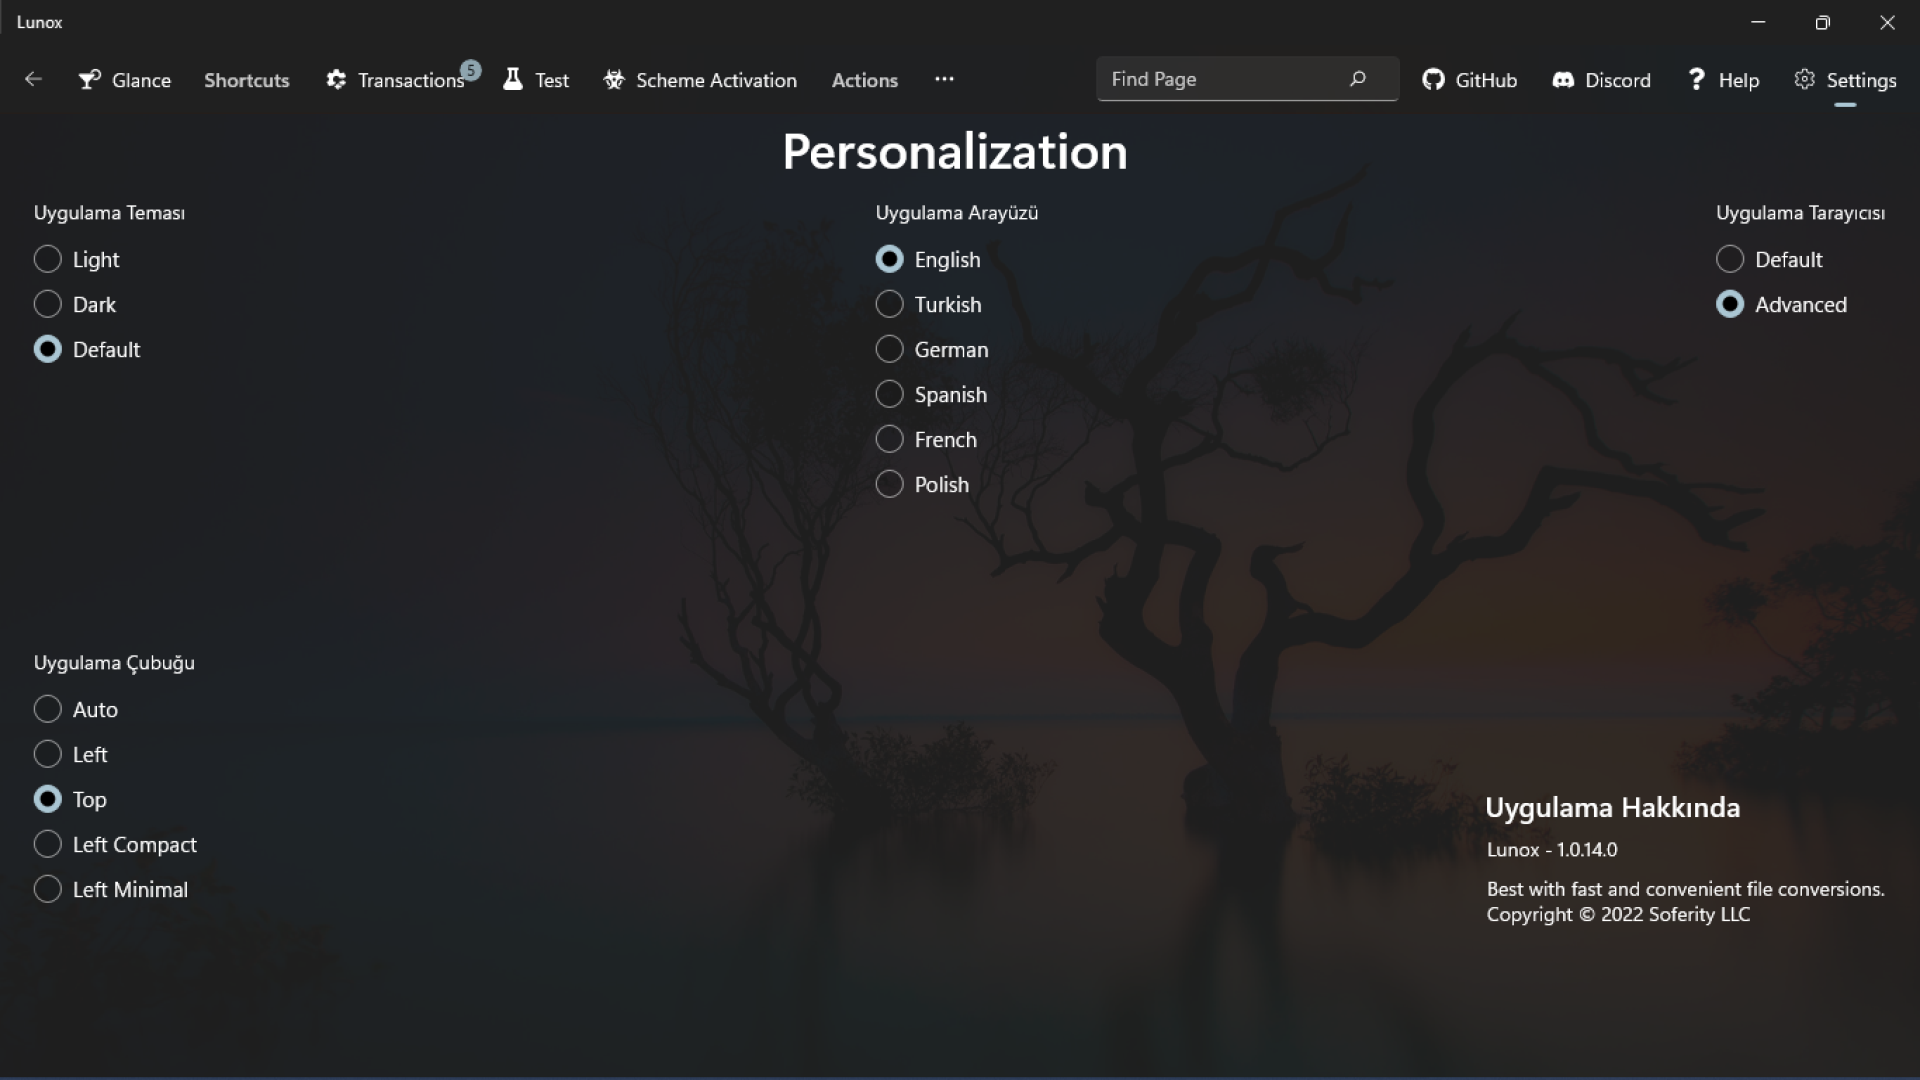 Lunox
Glance Shortcuts Transactions 5 Test Scheme Activation Actions ··· Find Page GitHub Discord Help Settings
Personalization
Uygulama Teması
Light
Dark
Default
Uygulama Arayüzü
English
Turkish
German
Spanish
French
Polish
Uygulama Tarayıcısı
Default
Advanced
Uygulama Çubuğu
Auto
Left
Top
Left Compact
Left Minimal
Uygulama Hakkında
Lunox - 1.0.14.0
Best with fast and convenient file conversions.
Copyright © 2022 Soferity LLC